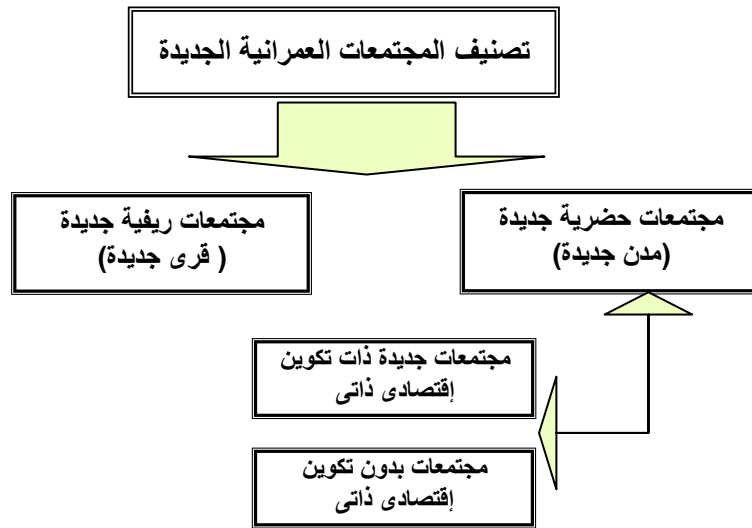 تصنيف المجتمعات العمرانية الجديدة
مجتمعات حضرية جديدة
(مدن جديدة)
مجتمعات ريفية جديدة
( قرى جديدة)
مجتمعات جديدة ذات تكوين
إقتصادى ذاتى
مجتمعات بدون تكوين
إقتصادى ذاتى